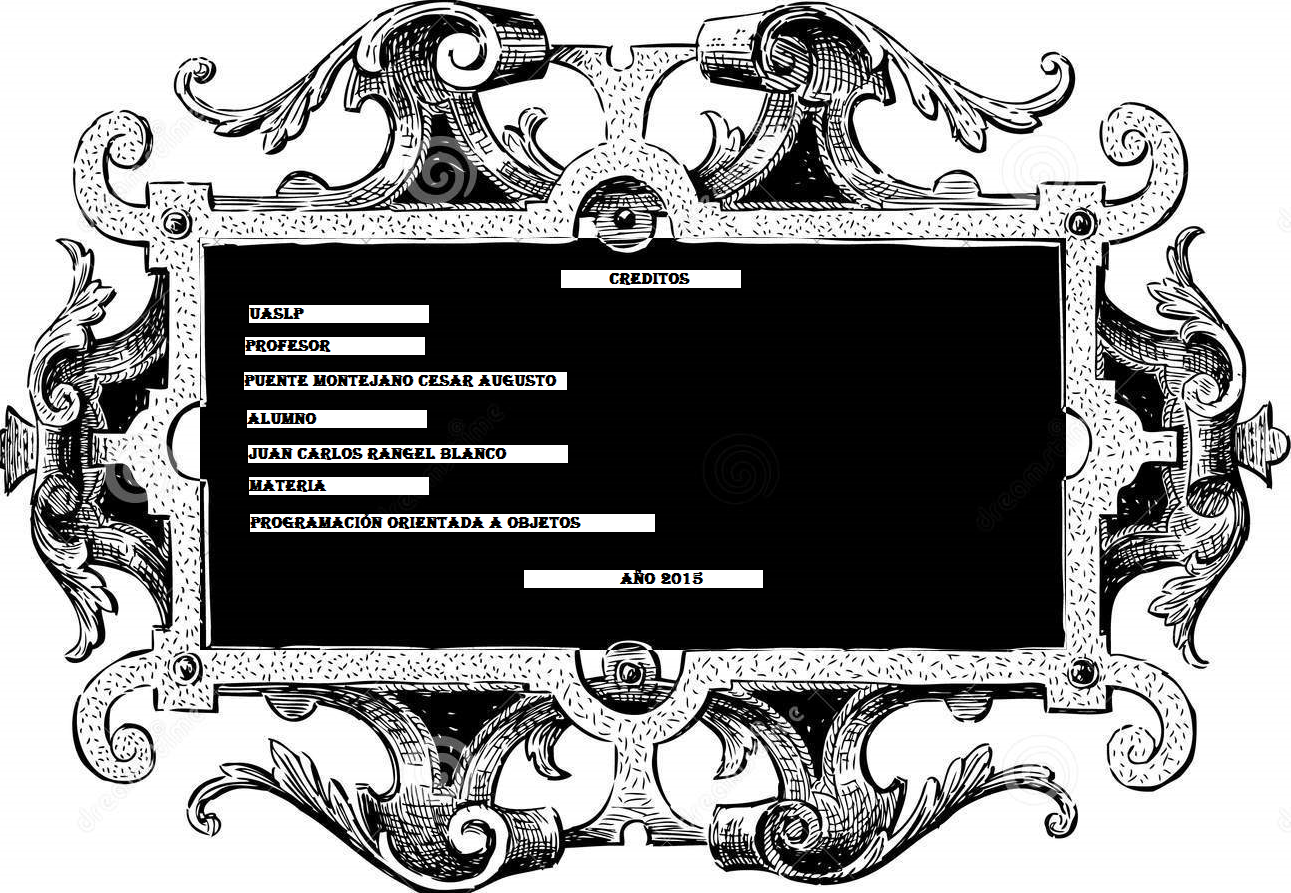 CREDITOS
UASLP
PROFESOR
PUENTE MONTEJANO CESAR AUGUSTO
ALUMNO
JUAN CARLOS RANGEL BLANCO
MATERIA
PROGRAMACIÓN ORIENTADA A OBJETOS
AÑO 2015